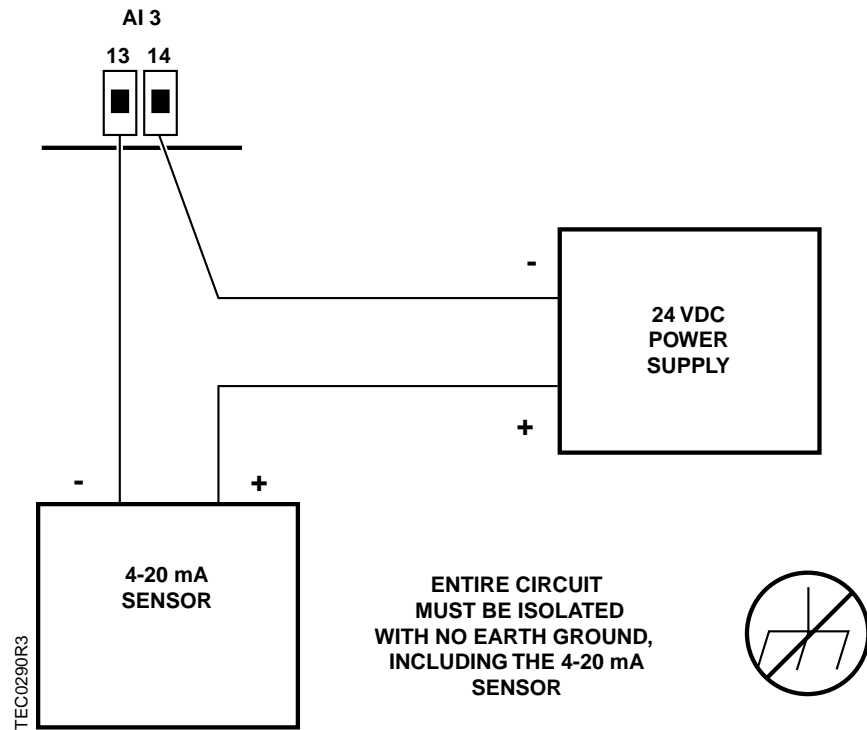 AI 3
13 14
-
24 VDC
POWER
SUPPLY
+
- +
4-20 mA
SENSOR
ENTIRE CIRCUIT
MUST BE ISOLATED
WITH NO EARTH GROUND,
INCLUDING THE 4-20 mA
SENSOR
TEC0290R3